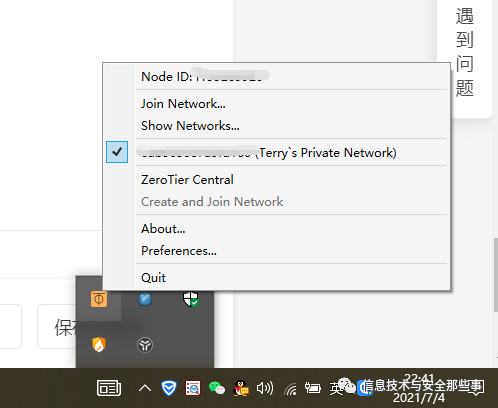 遇
到
问
题
Node ID:
Join Network...
Show Networks...
(Terry`s Private Network)
ZeroTier Central
Create and Join Network
About...
Preferences...
Quit
保存
英
22:41
信息技术与安全那些事
2021/7/4